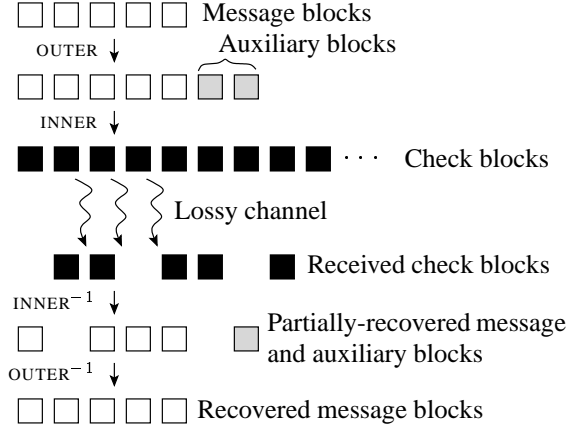 Message blocks
OUTER
Auxiliary blocks
INNER
· · ·
Check blocks
Lossy channel
Received check blocks
INNER⁻¹
Partially-recovered message
and auxiliary blocks
OUTER⁻¹
Recovered message blocks